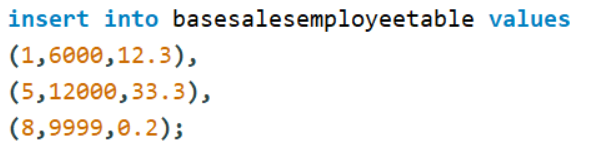 insert into basesalesemployeetable values
(1,6000,12.3),
(5,12000,33.3),
(8,9999,0.2);